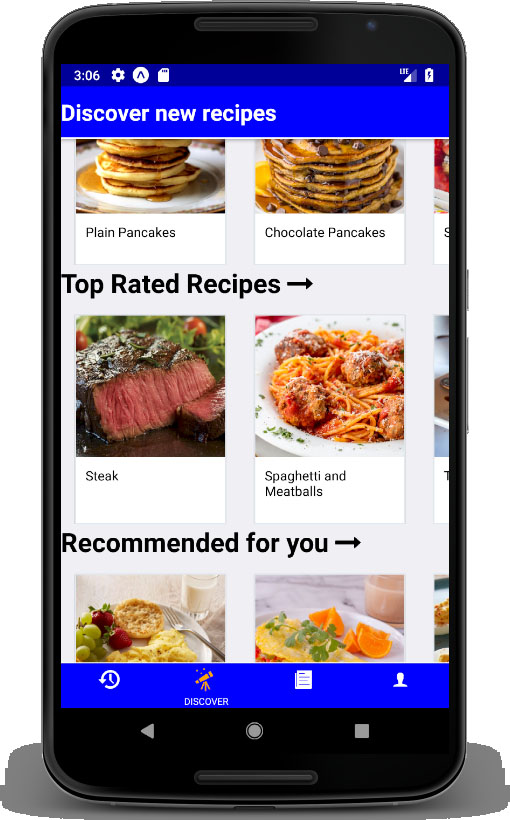 3:06
LTE
Discover new recipes
Plain Pancakes
Chocolate Pancakes
S
Top Rated Recipes
Steak
Spaghetti and
Meatballs
T
Recommended for you
DISCOVER